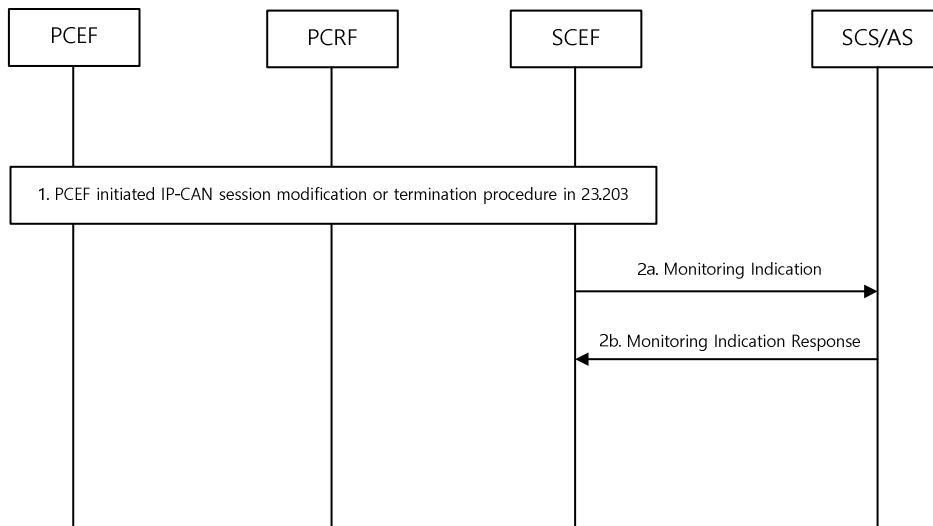 PCEF
PCRF
SCEF
SCS/AS
1. PCEF initiated IP-CAN session modification or termination procedure in 23.203
2a. Monitoring Indication
2b. Monitoring Indication Response